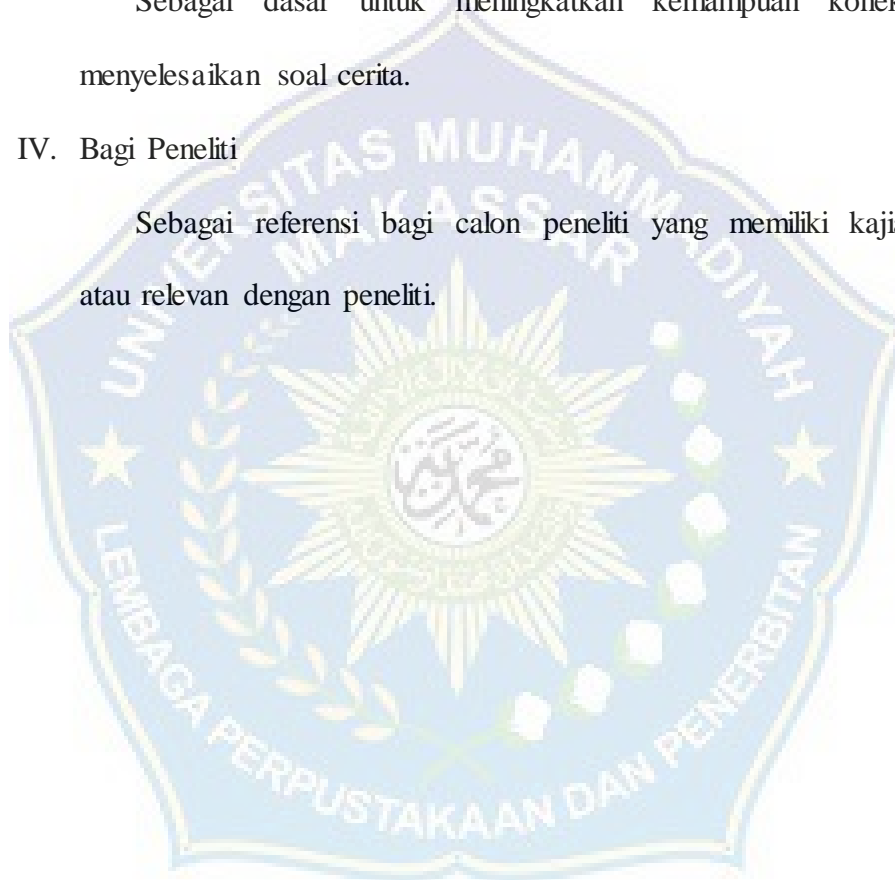 Sebagai dasar untuk meningkatkan kemampuan
menyelesaikan soal cerita.
IV. Bagi Peneliti
Sebagai referensi bagi calon peneliti yang memiliki
atau relevan dengan peneliti.
UNIVERSITAS MUHAMMADIYAH
MAKASSAR
LEMBAGA PERPUSTAKAAN DAN PENERBITAN
محمد